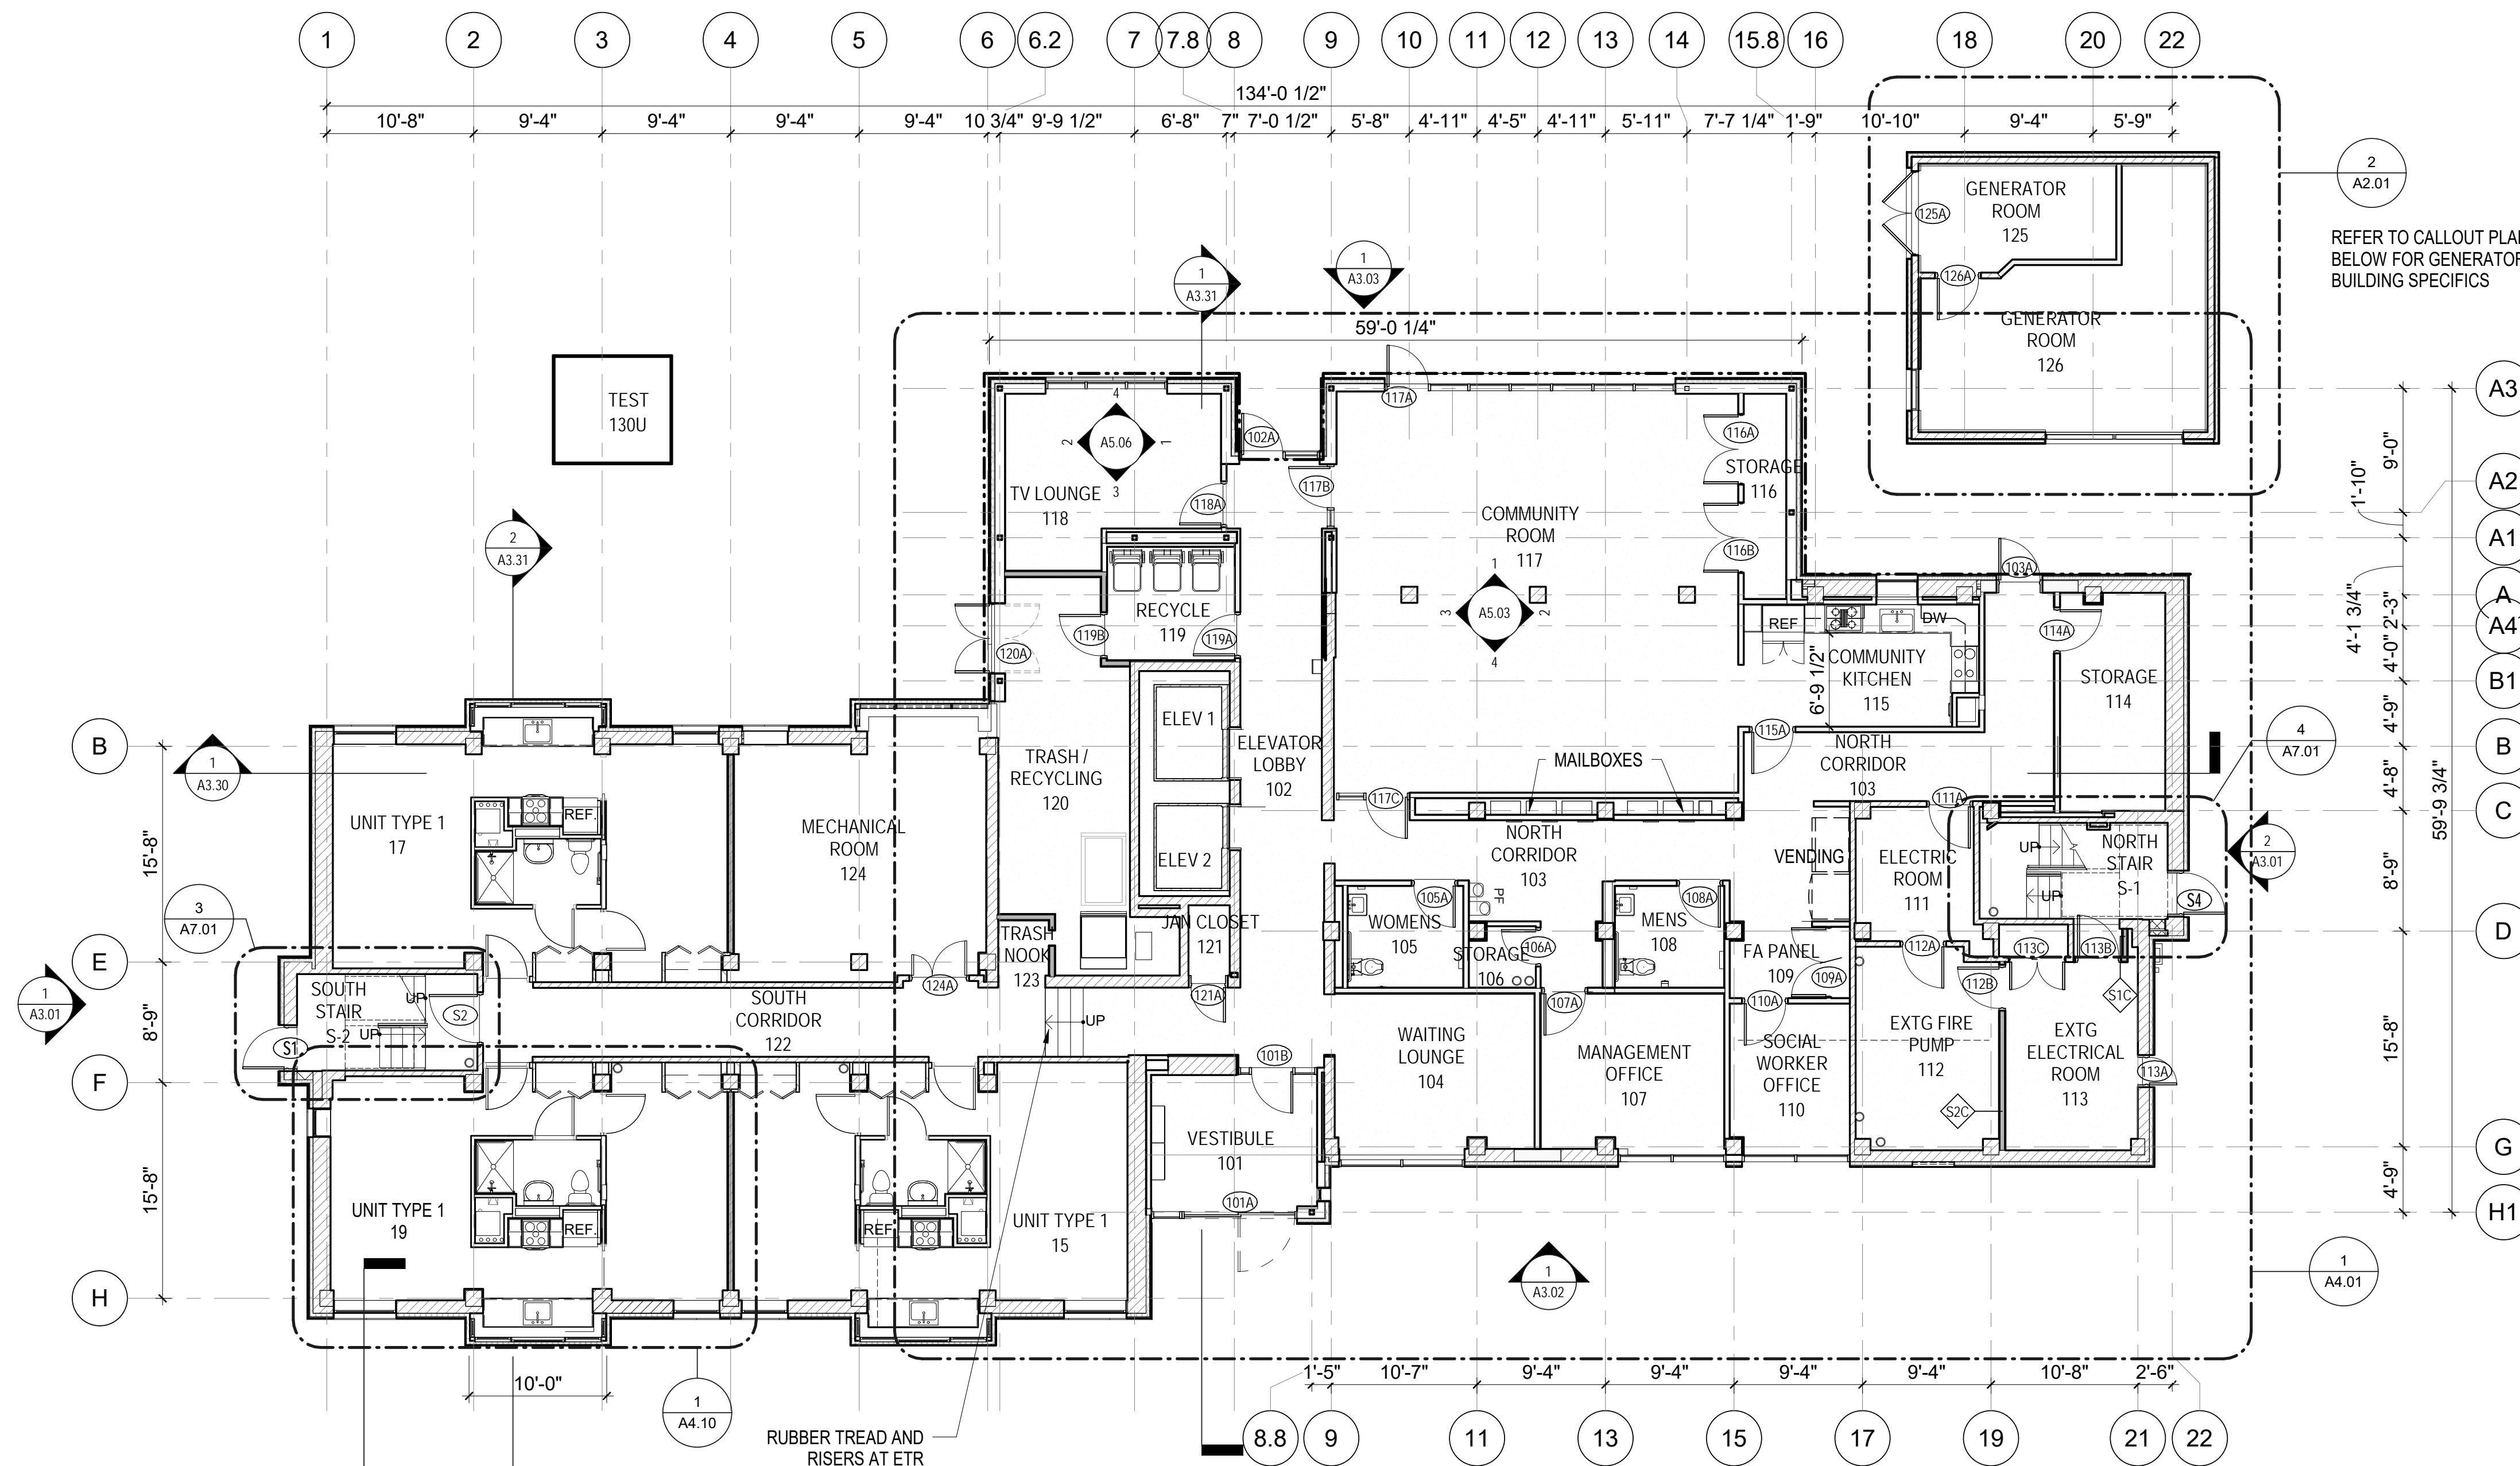 1 2 3 4 5 6 6.2 7 7.8 8 9 10 11 12 13 14 15.8 16 18 20 22
134'-0 1/2"
10'-8" 9'-4" 9'-4" 9'-4" 9'-4" 10 3/4" 9'-9 1/2" 6'-8" 7" 7'-0 1/2" 5'-8" 4'-11" 4'-5" 4'-11" 5'-11" 7'-7 1/4" 1'-9" 10'-10" 9'-4" 5'-9"
2
A2.01
REFER TO CALLOUT PLAN
BELOW FOR GENERATOR
BUILDING SPECIFICS
GENERATOR
ROOM
125
125A
126A
GENERATOR
ROOM
126
1
A3.31
1
A3.03
59'-0 1/4"
TEST
130U
2
A3.31
TV LOUNGE
118
4
2 A5.06 1
3
118A
102A
117A
117B
116A
STORAGE
116
116B
COMMUNITY
ROOM
117
1
3 A5.03 2
4
RECYCLE
119
119B
119A
120A
103A
REF
DW
COMMUNITY
KITCHEN
115
6'-9 1/2"
114A
STORAGE
114
115A
A3
A2
A1
A
A4
B1
B
C
D
G
H1
9'-0"
1'-10"
4'-1 3/4"
2'-3"
4'-0"
4'-9"
4'-8"
8'-9"
15'-8"
4'-9"
59'-9 3/4"
4
A7.01
2
A3.01
1
A4.01
B
E
F
H
15'-8"
8'-9"
15'-8"
1
A3.30
3
A7.01
1
A3.01
UNIT TYPE 1
17
REF.
MECHANICAL
ROOM
124
124A
TRASH /
RECYCLING
120
ELEV 1
ELEV 2
ELEVATOR
LOBBY
102
MAILBOXES
117C
NORTH
CORRIDOR
103
NORTH
CORRIDOR
103
VENDING
111A
ELECTRIC
ROOM
111
UP
UP
NORTH
STAIR
S-1
S4
PF
105A
WOMENS
105
106A
STORAGE
106
108A
MENS
108
FA PANEL
109
109A
112A
112B
113C
113B
S1C
JAN CLOSET
121
121A
TRASH
NOOK
123
SOUTH
STAIR
S-2
UP
UP
S2
S1
SOUTH
CORRIDOR
122
UP
101B
WAITING
LOUNGE
104
107A
MANAGEMENT
OFFICE
107
110A
SOCIAL
WORKER
OFFICE
110
EXTG FIRE
PUMP
112
S2C
EXTG
ELECTRICAL
ROOM
113
113A
VESTIBULE
101
101A
UNIT TYPE 1
19
REF.
REF.
UNIT TYPE 1
15
1
A3.02
10'-0"
1
A4.10
RUBBER TREAD AND
RISERS AT ETR
1'-5" 10'-7" 9'-4" 9'-4" 9'-4" 9'-4" 10'-8" 2'-6"
8.8 9 11 13 15 17 19 21 22